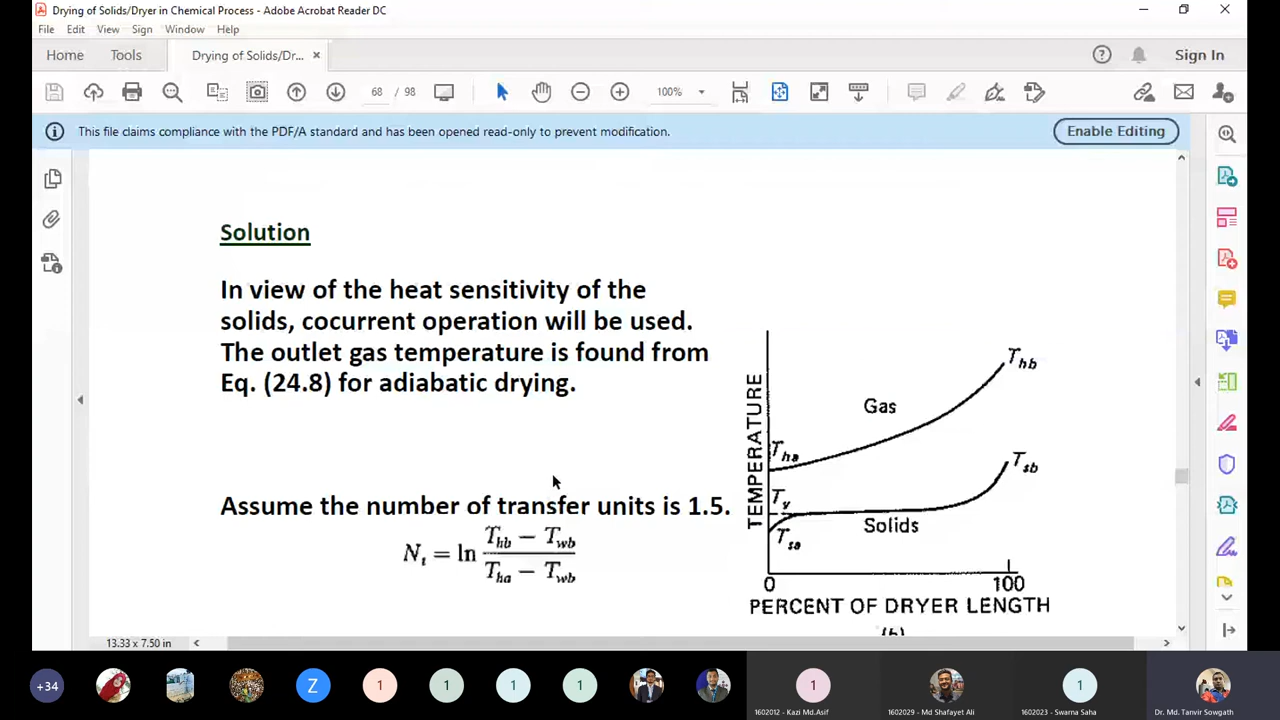 Drying of Solids/Dryer in Chemical Process - Adobe Acrobat Reader DC
File Edit View Sign Window Help
Home Tools Drying of Solids/Dr... × Sign In
68 / 98 100%
This file claims compliance with the PDF/A standard and has been opened read-only to prevent modification. Enable Editing
Solution
In view of the heat sensitivity of the
solids, cocurrent operation will be used.
The outlet gas temperature is found from
Eq. (24.8) for adiabatic drying.
Assume the number of transfer units is 1.5.
N_t = ln (T_hb − T_wb) / (T_ha − T_wb)
TEMPERATURE
T_hb
Gas
T_ha
T_sb
T_v
Solids
T_sa
0 100
PERCENT OF DRYER LENGTH
13.33 x 7.50 in
+34 Z 1 1 1 1 1 1
1602012 - Kazi Md.Asif 1602029 - Md Shafayet Ali 1602023 - Swarna Saha Dr. Md. Tanvir Sowgath